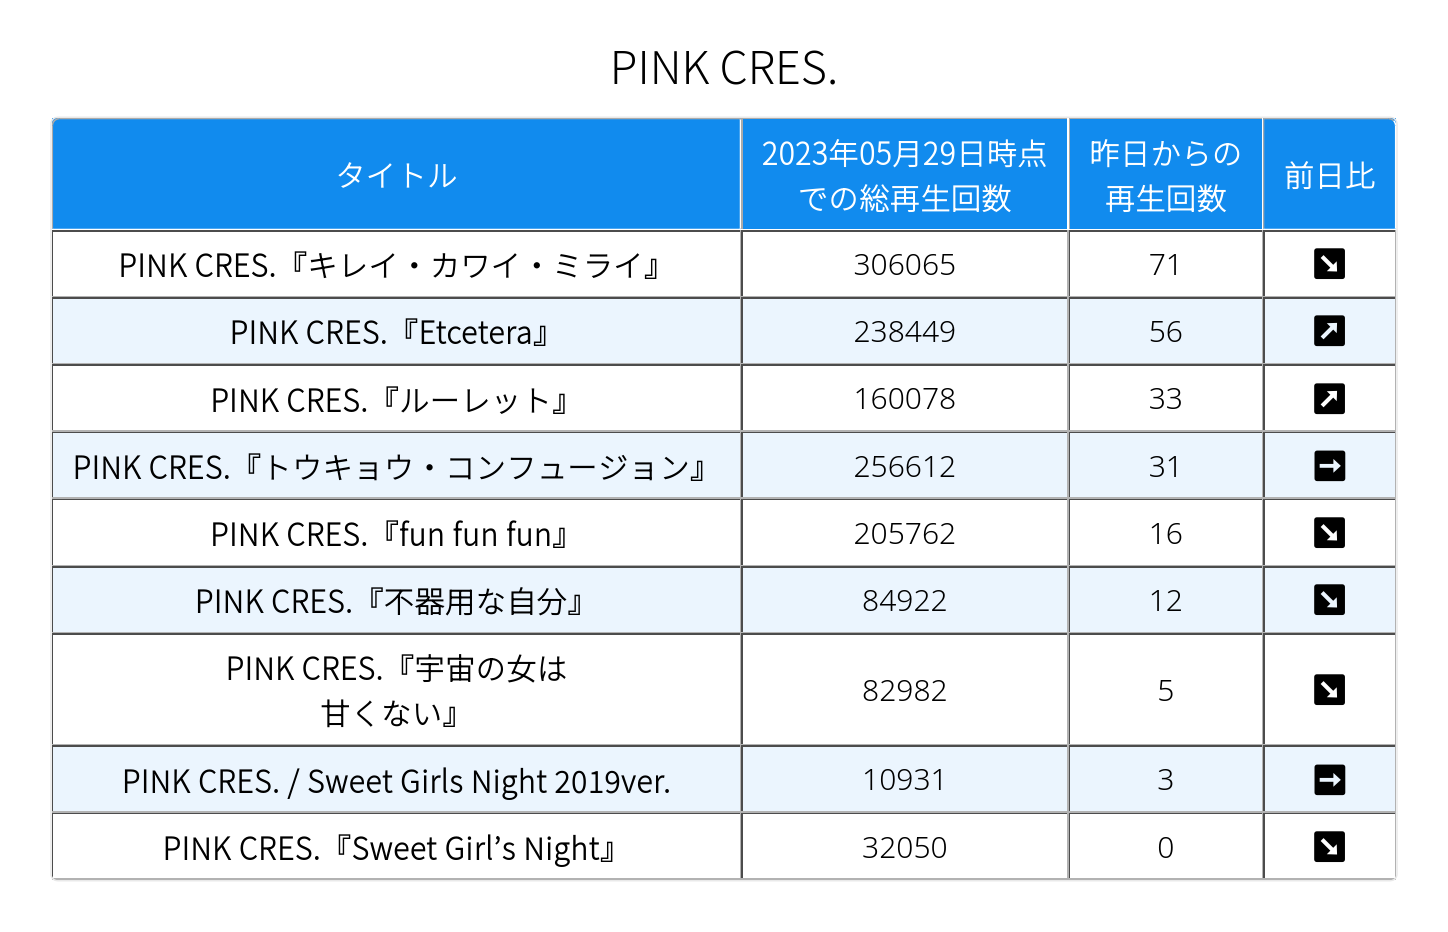 PINK CRES.
タイトル
2023年05月29日時点
での総再生回数
昨日からの
再生回数
前日比
PINK CRES.『キレイ・カワイ・ミライ』 306065 71 ↘
PINK CRES.『Etcetera』 238449 56 ↗
PINK CRES.『ルーレット』 160078 33 ↗
PINK CRES.『トウキョウ・コンフュージョン』 256612 31 →
PINK CRES.『fun fun fun』 205762 16 ↘
PINK CRES.『不器用な自分』 84922 12 ↘
PINK CRES.『宇宙の女は
甘くない』 82982 5 ↘
PINK CRES. / Sweet Girls Night 2019ver. 10931 3 →
PINK CRES.『Sweet Girl’s Night』 32050 0 ↘